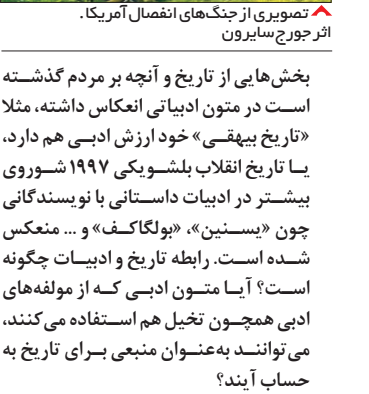 تصویری از جنگ‌های انفصال آمریکا.
اثر جورج سایرون
بخش‌هایی از تاریخ و آنچه بر مردم گذشته
است در متون ادبیاتی انعکاس داشته، مثلا
«تاریخ بیهقی» خود ارزش ادبی هم دارد،
یا تاریخ انقلاب بلشویکی ۱۹۹۷ شوروی
بیشتر در ادبیات داستانی با نویسندگانی
چون «یسنین»، «بولگاکف» و ... منعکس
شده است. رابطه تاریخ و ادبیات چگونه
است؟ آیا متون ادبی که از مولفه‌های
ادبی همچون تخیل هم استفاده می‌کنند،
می‌توانند به‌عنوان منبعی برای تاریخ به
حساب آیند؟